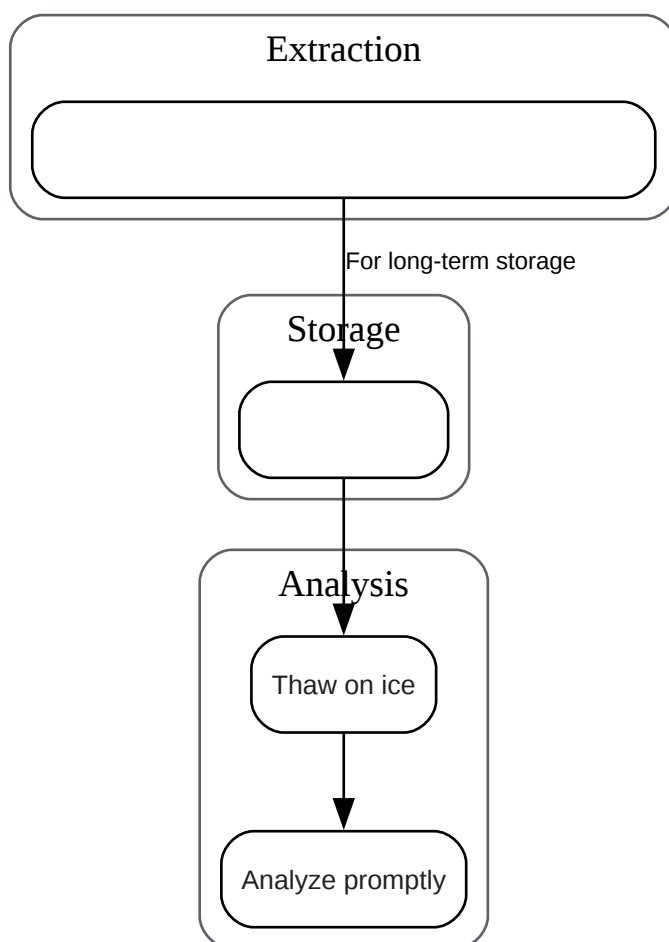 Extraction
For long-term storage
Storage
Analysis
Thaw on ice
Analyze promptly